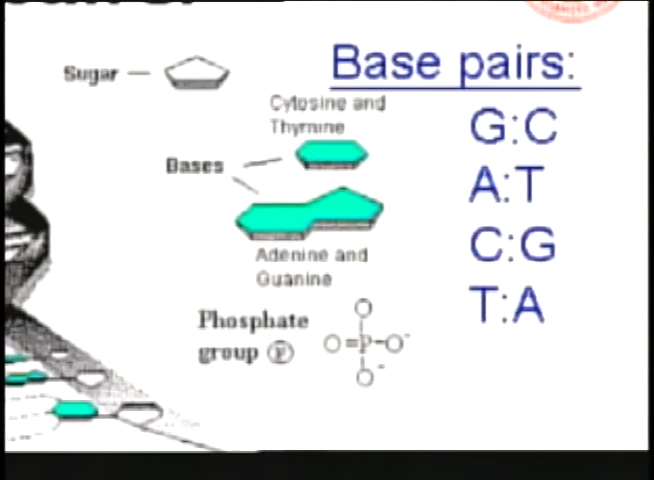 Sugar
Base pairs:
Cytosine and
Thymine
G:C
Bases
A:T
C:G
Adenine and
Guanine
T:A
Phosphate
group P
O
O=P-O-
O-